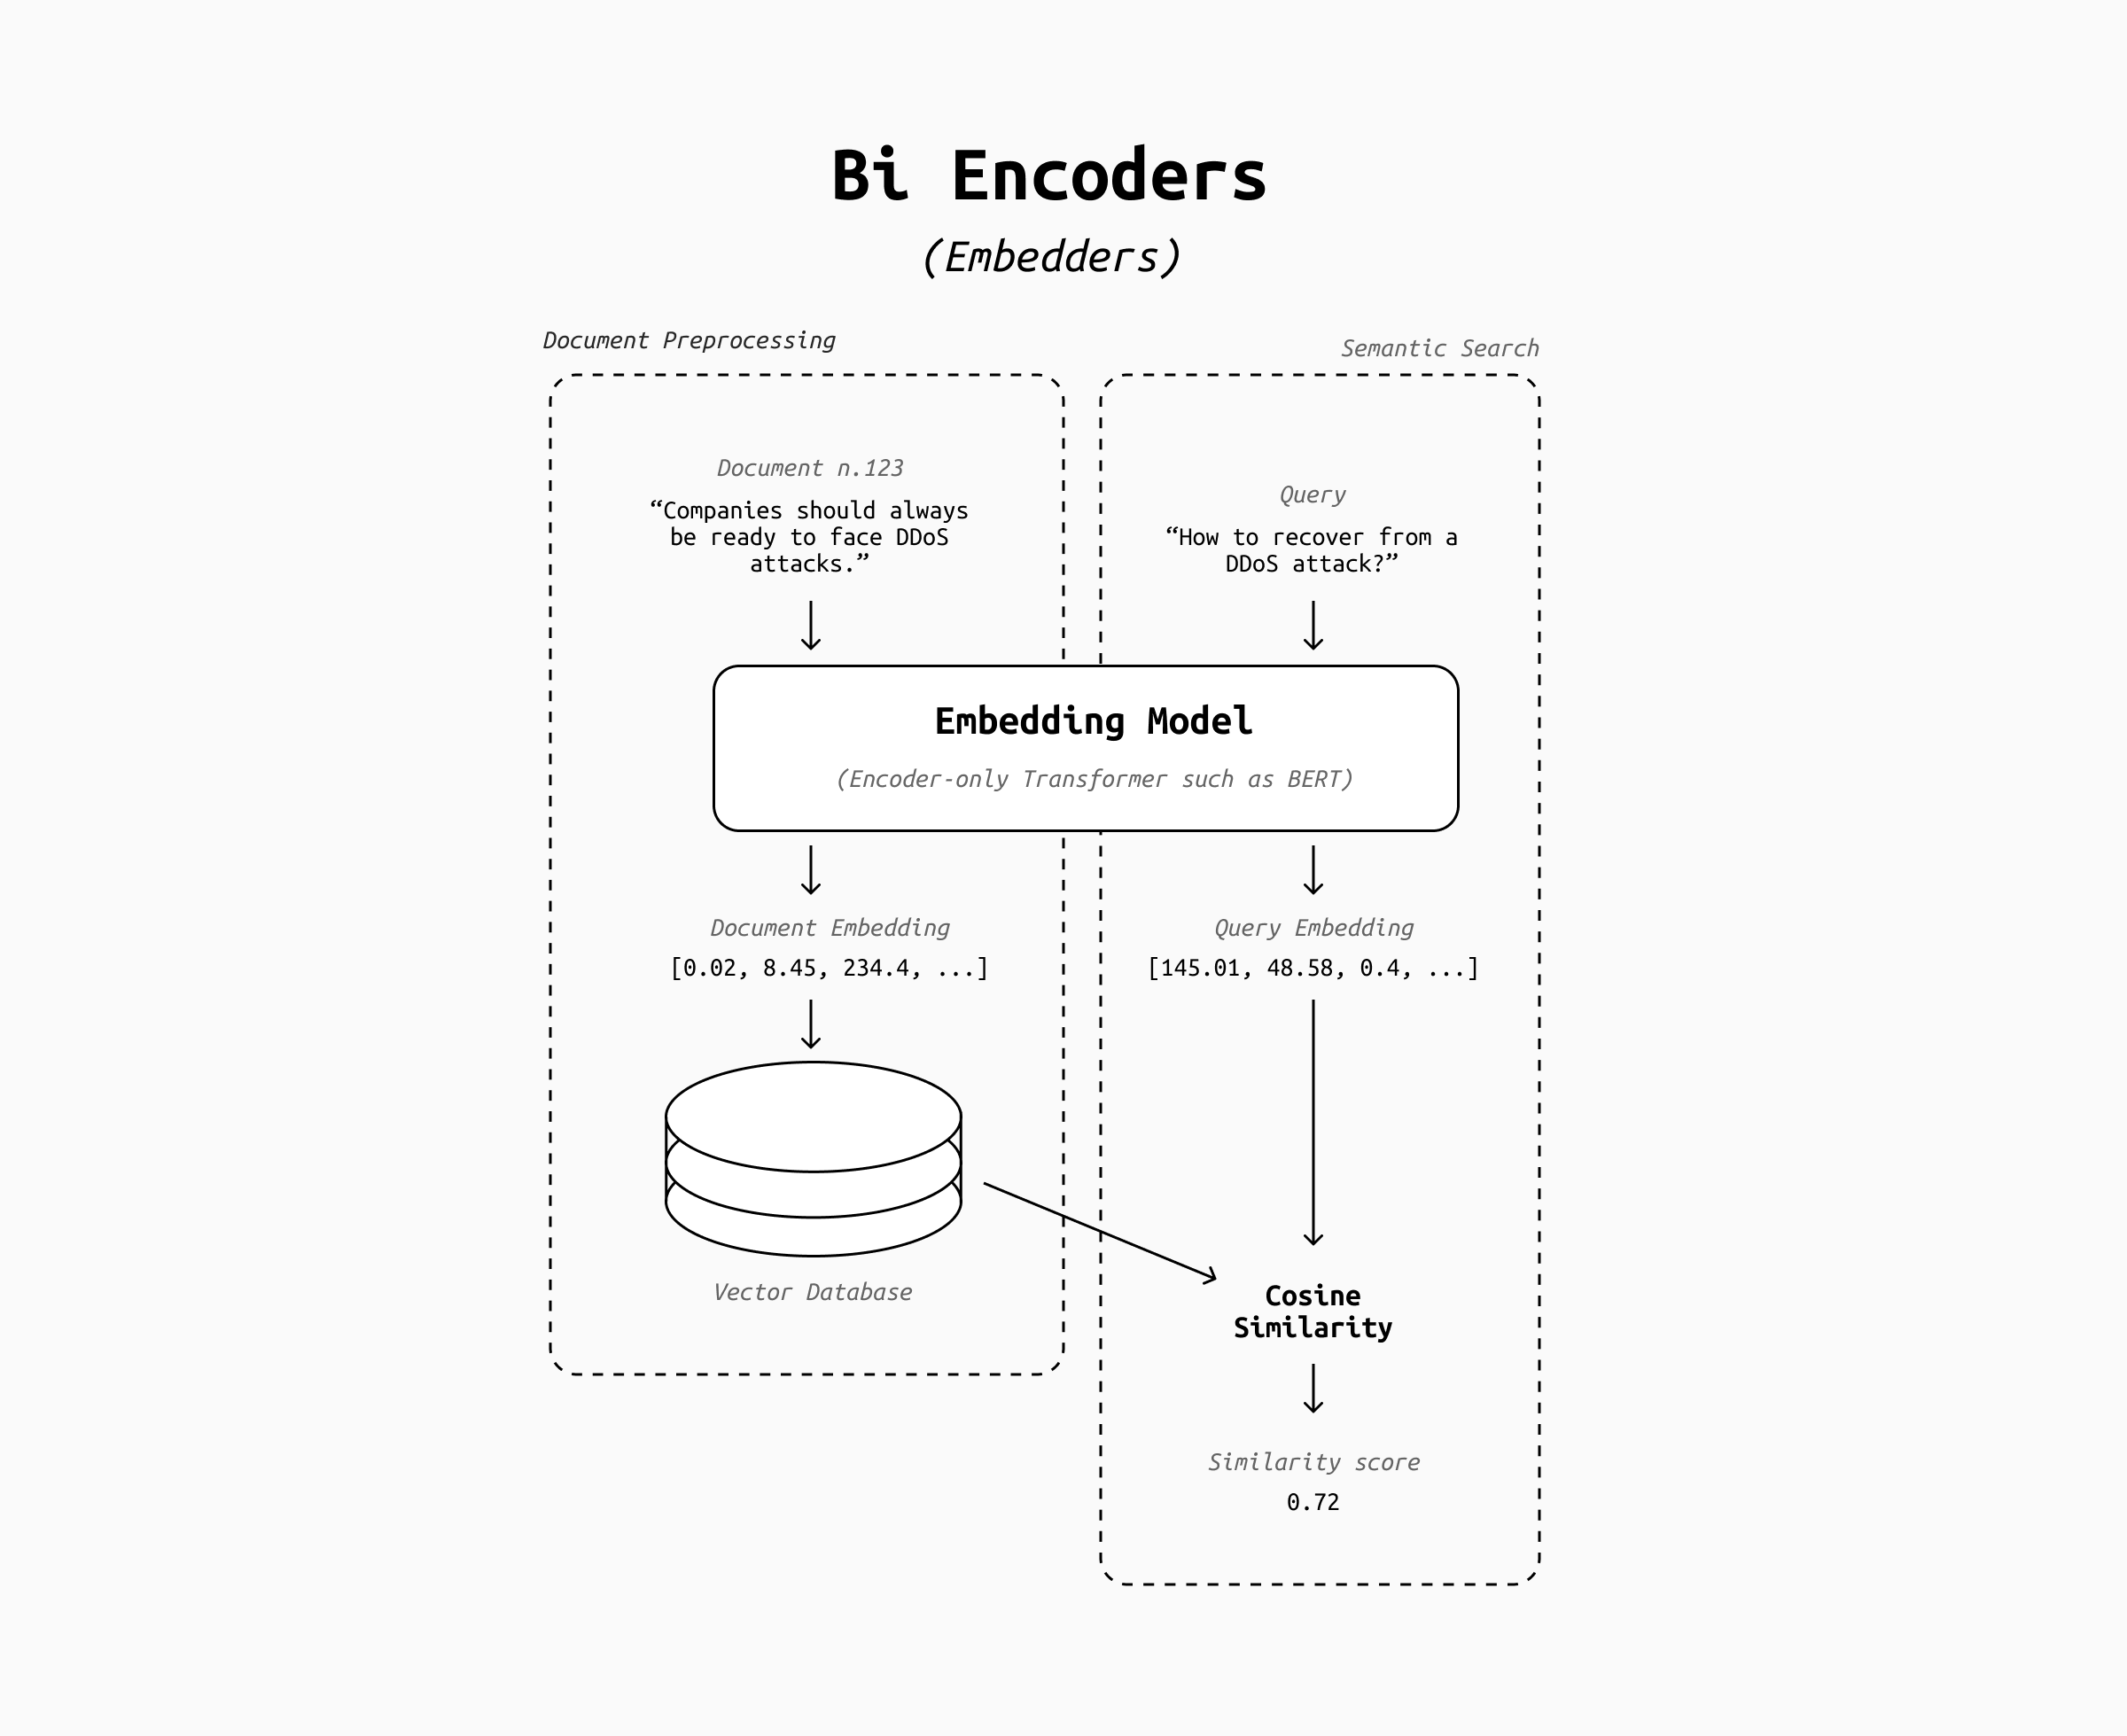 Bi Encoders
(Embedders)
Document Preprocessing
Document n.123
“Companies should always
be ready to face DDoS
attacks.”
Semantic Search
Query
“How to recover from a
DDoS attack?”
Embedding Model
(Encoder-only Transformer such as BERT)
Document Embedding
[0.02, 8.45, 234.4, ...]
Vector Database
Query Embedding
[145.01, 48.58, 0.4, ...]
Cosine
Similarity
Similarity score
0.72